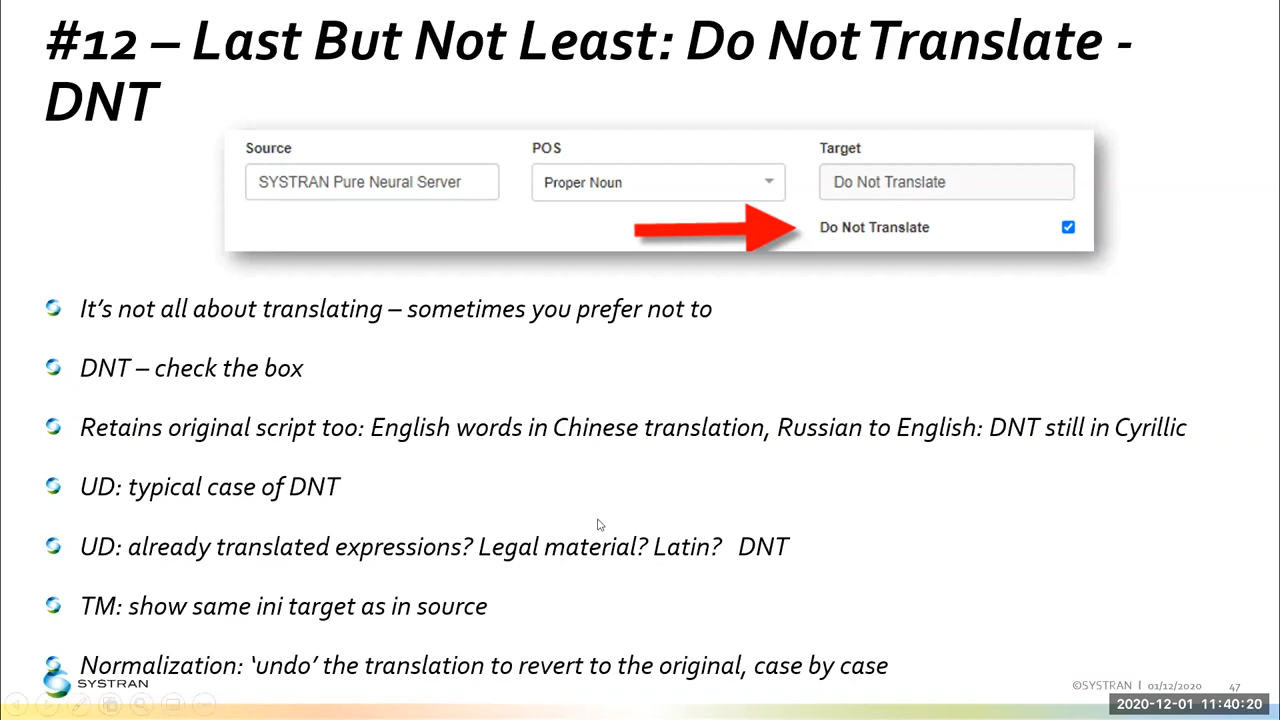 #12 – Last But Not Least: Do Not Translate -
DNT
Source POS Target
SYSTRAN Pure Neural Server Proper Noun Do Not Translate
Do Not Translate
It’s not all about translating – sometimes you prefer not to
DNT – check the box
Retains original script too: English words in Chinese translation, Russian to English: DNT still in Cyrillic
UD: typical case of DNT
UD: already translated expressions? Legal material? Latin? DNT
TM: show same ini target as in source
Normalization: ‘undo’ the translation to revert to the original, case by case
SYSTRAN ©SYSTRAN | 01/12/2020 47
2020-12-01 11:40:20